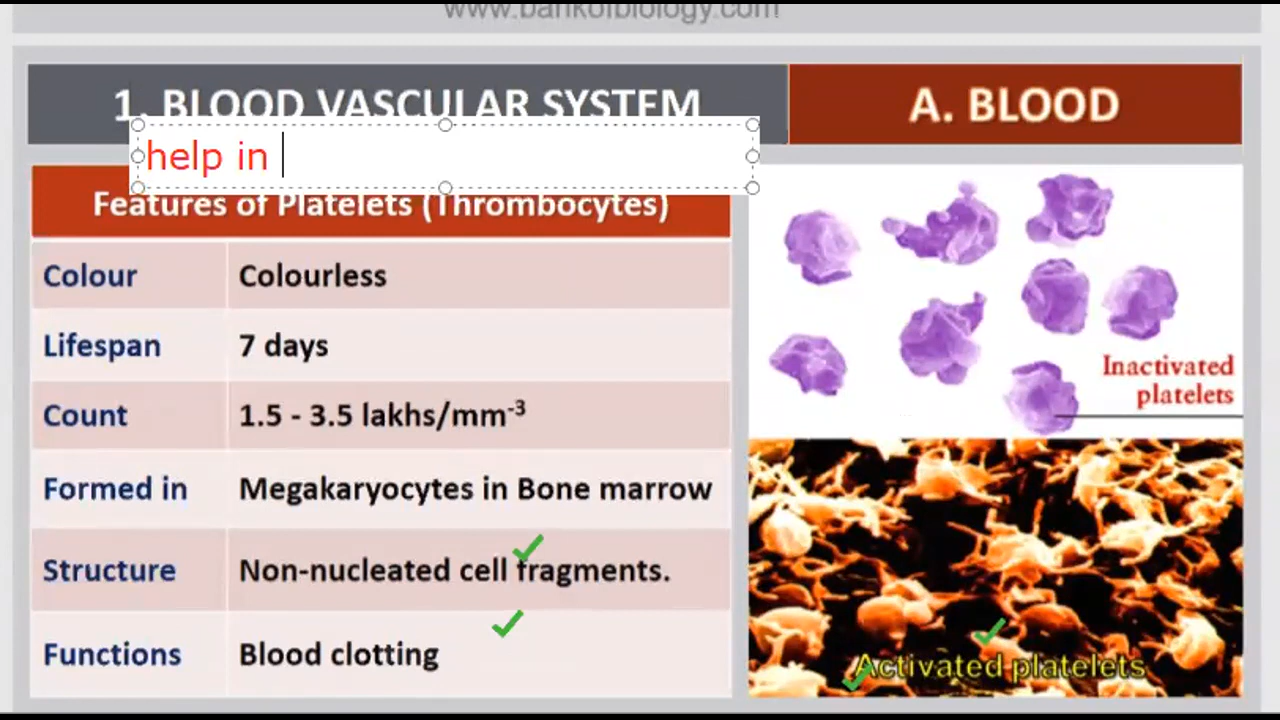 www.bankofbiology.com
1. BLOOD VASCULAR SYSTEM
A. BLOOD
help in
Features of Platelets (Thrombocytes)
Colour Colourless
Lifespan 7 days
Count 1.5 - 3.5 lakhs/mm⁻³
Formed in Megakaryocytes in Bone marrow
Structure Non-nucleated cell fragments.
Functions Blood clotting
Inactivated
platelets
Activated platelets